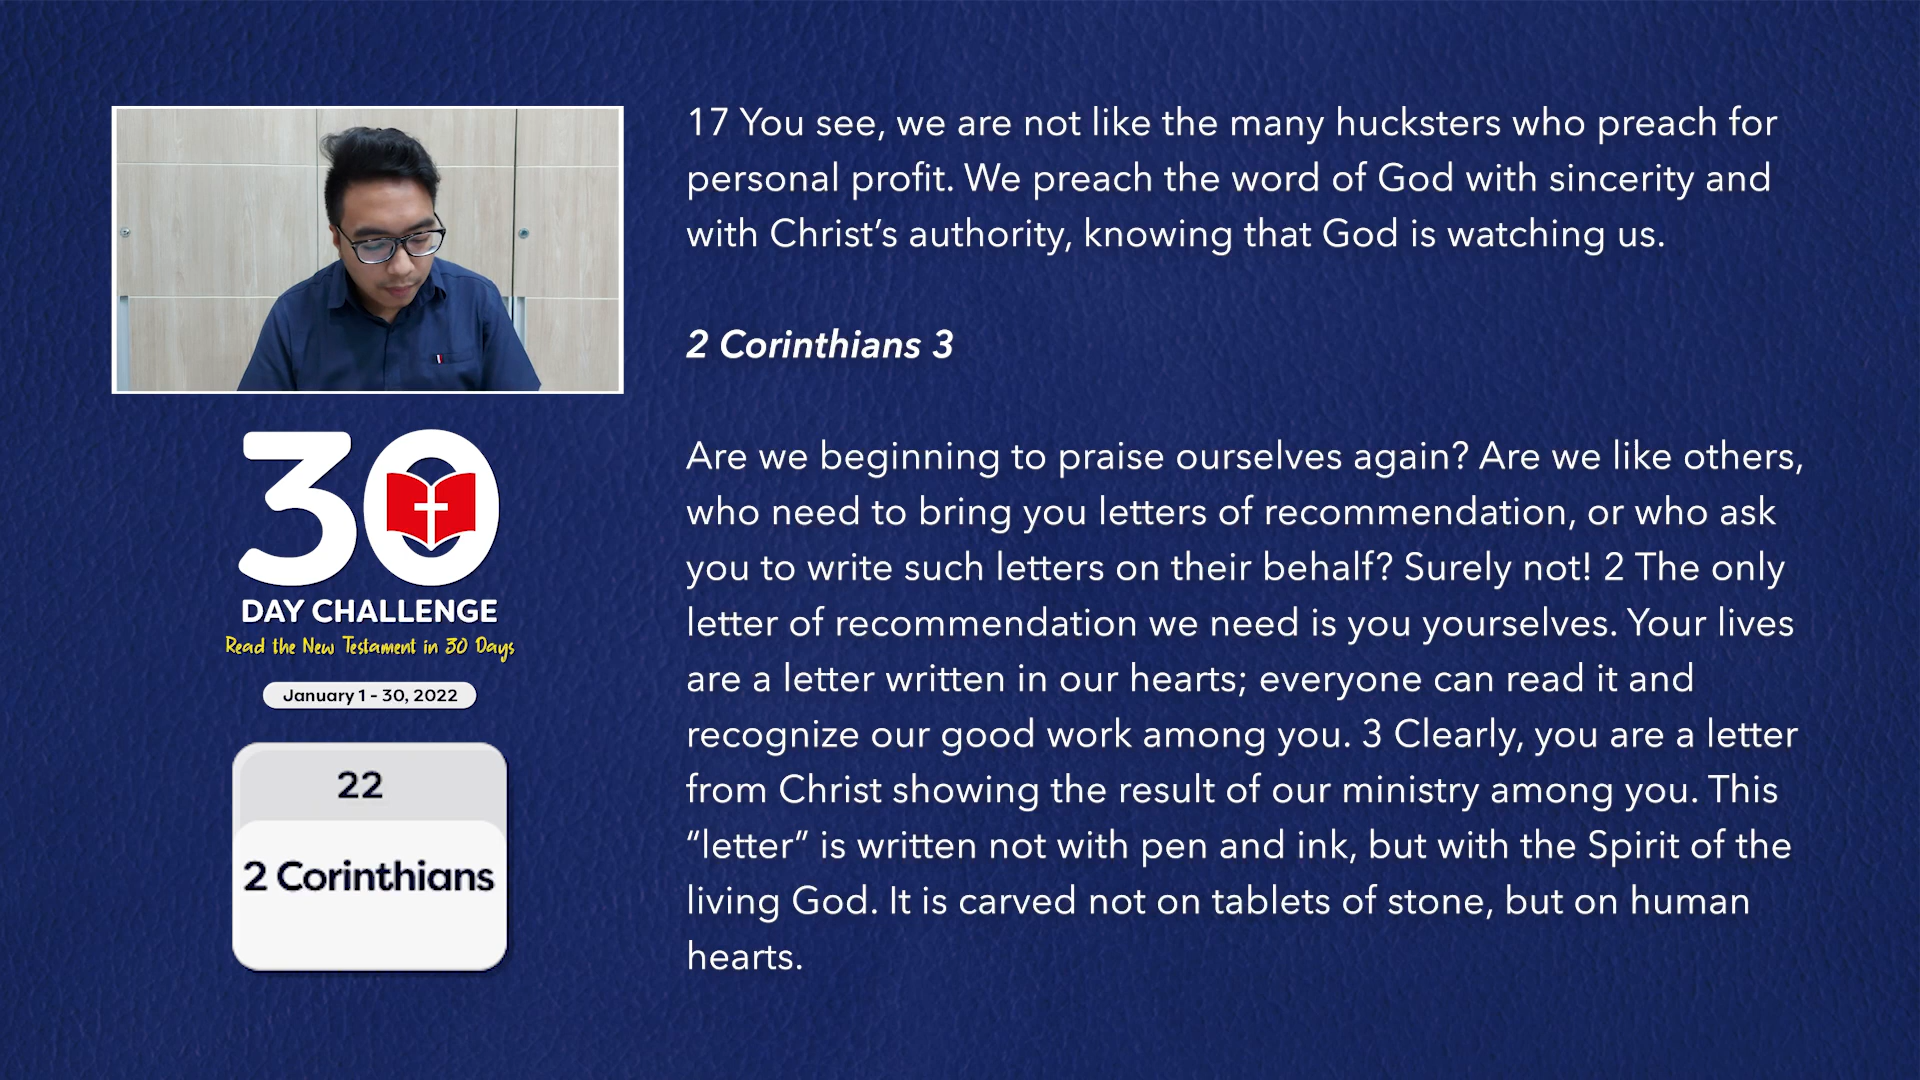 17 You see, we are not like the many hucksters who preach for
personal profit. We preach the word of God with sincerity and
with Christ’s authority, knowing that God is watching us.
2 Corinthians 3
Are we beginning to praise ourselves again? Are we like others,
who need to bring you letters of recommendation, or who ask
you to write such letters on their behalf? Surely not! 2 The only
letter of recommendation we need is you yourselves. Your lives
are a letter written in our hearts; everyone can read it and
recognize our good work among you. 3 Clearly, you are a letter
from Christ showing the result of our ministry among you. This
“letter” is written not with pen and ink, but with the Spirit of the
living God. It is carved not on tablets of stone, but on human
hearts.
30
DAY CHALLENGE
Read the New Testament in 30 Days
January 1 - 30, 2022
22
2 Corinthians